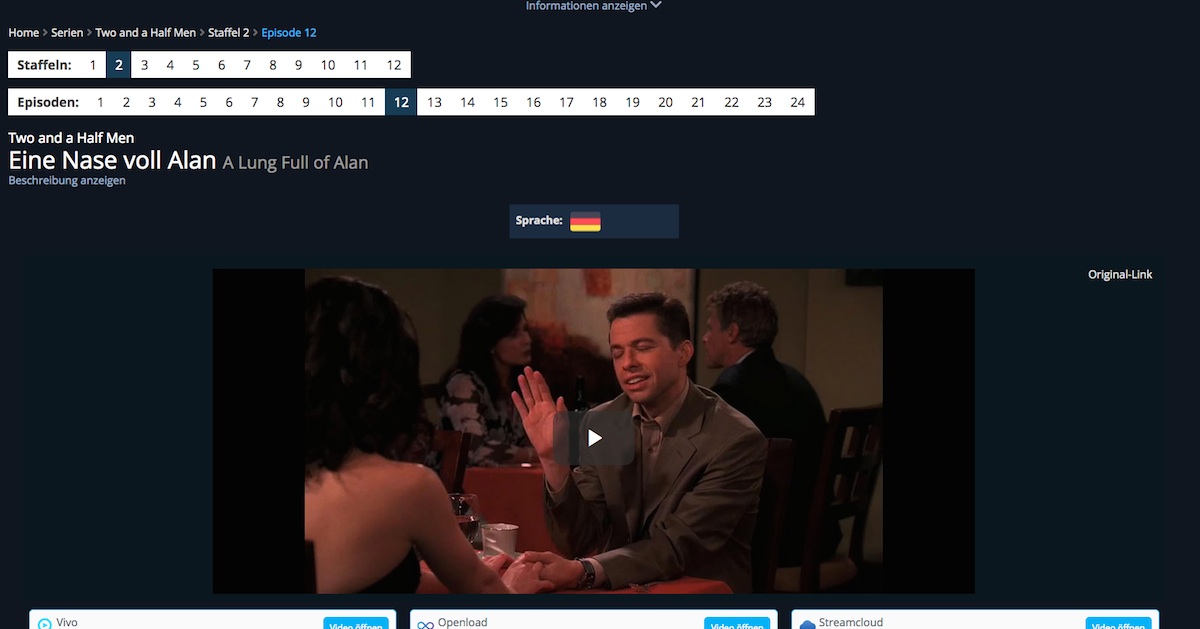 Informationen anzeigen
Home > Serien > Two and a Half Men > Staffel 2 > Episode 12
Staffeln: 1 2 3 4 5 6 7 8 9 10 11 12
Episoden: 1 2 3 4 5 6 7 8 9 10 11 12 13 14 15 16 17 18 19 20 21 22 23 24
Two and a Half Men
Eine Nase voll Alan A Lung Full of Alan
Beschreibung anzeigen
Sprache:
Original-Link
Vivo Video öffnen Openload Video öffnen Streamcloud Video öffnen